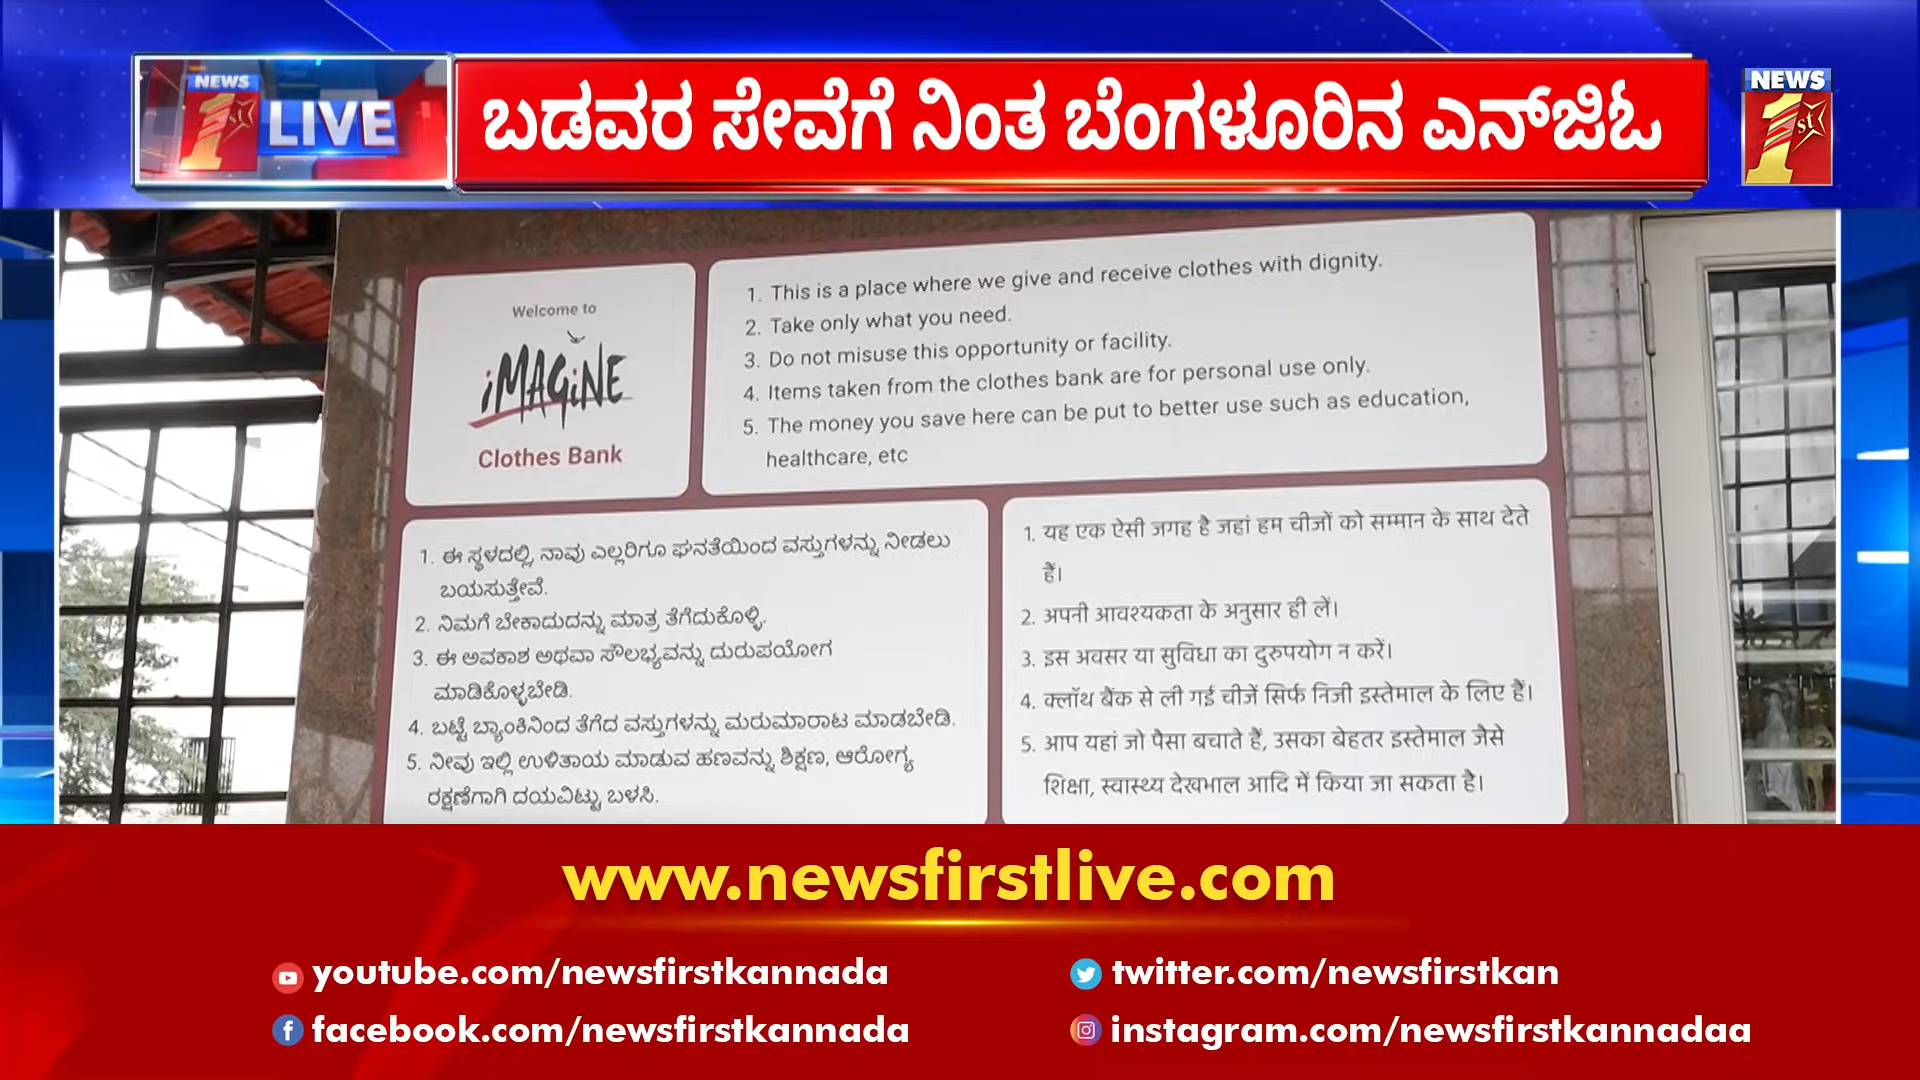 NEWS
1st
LIVE
ಬಡವರ ಸೇವೆಗೆ ನಿಂತ ಬೆಂಗಳೂರಿನ ಎನ್‌ಜಿಓ
NEWS
1st
Welcome to
iMAGiNE
Clothes Bank
1. This is a place where we give and receive clothes with dignity.
2. Take only what you need.
3. Do not misuse this opportunity or facility.
4. Items taken from the clothes bank are for personal use only.
5. The money you save here can be put to better use such as education,
healthcare, etc
1. ಈ ಸ್ಥಳದಲ್ಲಿ, ನಾವು ಎಲ್ಲರಿಗೂ ಘನತೆಯಿಂದ ವಸ್ತುಗಳನ್ನು ನೀಡಲು
ಬಯಸುತ್ತೇವೆ.
2. ನಿಮಗೆ ಬೇಕಾದುದನ್ನು ಮಾತ್ರ ತೆಗೆದುಕೊಳ್ಳಿ.
3. ಈ ಅವಕಾಶ ಅಥವಾ ಸೌಲಭ್ಯವನ್ನು ದುರುಪಯೋಗ
ಮಾಡಿಕೊಳ್ಳಬೇಡಿ.
4. ಬಟ್ಟೆ ಬ್ಯಾಂಕಿನಿಂದ ತೆಗೆದ ವಸ್ತುಗಳನ್ನು ಮರುಮಾರಾಟ ಮಾಡಬೇಡಿ.
5. ನೀವು ಇಲ್ಲಿ ಉಳಿತಾಯ ಮಾಡುವ ಹಣವನ್ನು ಶಿಕ್ಷಣ, ಆರೋಗ್ಯ
ರಕ್ಷಣೆಗಾಗಿ ದಯವಿಟ್ಟು ಬಳಸಿ.
1. यह एक ऐसी जगह है जहां हम चीजों को सम्मान के साथ देते
हैं।
2. अपनी आवश्यकता के अनुसार ही लें।
3. इस अवसर या सुविधा का दुरुपयोग न करें।
4. क्लॉथ बैंक से ली गई चीजें सिर्फ निजी इस्तेमाल के लिए हैं।
5. आप यहां जो पैसा बचाते हैं, उसका बेहतर इस्तेमाल जैसे
शिक्षा, स्वास्थ्य देखभाल आदि में किया जा सकता है।
www.newsfirstlive.com
youtube.com/newsfirstkannada
twitter.com/newsfirstkan
facebook.com/newsfirstkannada
instagram.com/newsfirstkannadaa